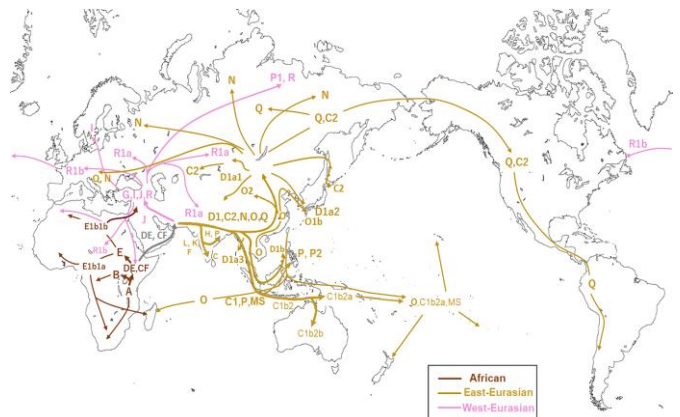 P1, R
N
N
Q
N
Q,C2
R1a
R1a
R1b
R1b
Q, N
C2
D1a1
Q,C2
C2
G,I,J,R
O2
R1a
D1a2
O1b
J
D1,C2,N,O,Q
E1b1b
DE, CF
H, P
D1b
R1b
L, K,
F
C
O
P, P2
E
D1a3
E1b1a
DE,CF
B
A
O
C1,P,MS
C1b2
C1b2a
O,C1b2a,MS
Q
C1b2b
African
East-Eurasian
West-Eurasian